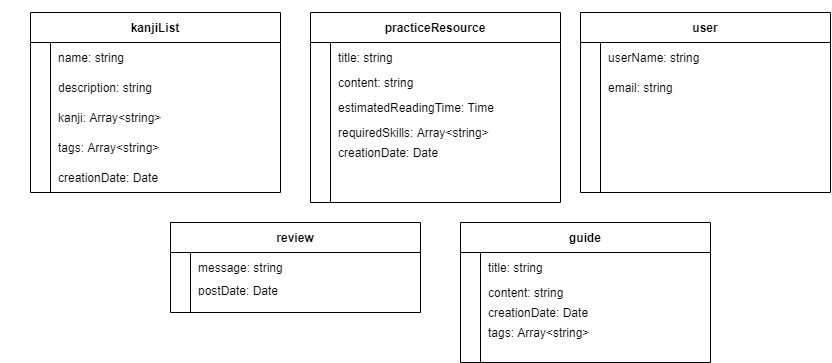 kanjiList
name: string
description: string
kanji: Array<string>
tags: Array<string>
creationDate: Date
practiceResource
title: string
content: string
estimatedReadingTime: Time
requiredSkills: Array<string>
creationDate: Date
user
userName: string
email: string
review
message: string
postDate: Date
guide
title: string
content: string
creationDate: Date
tags: Array<string>